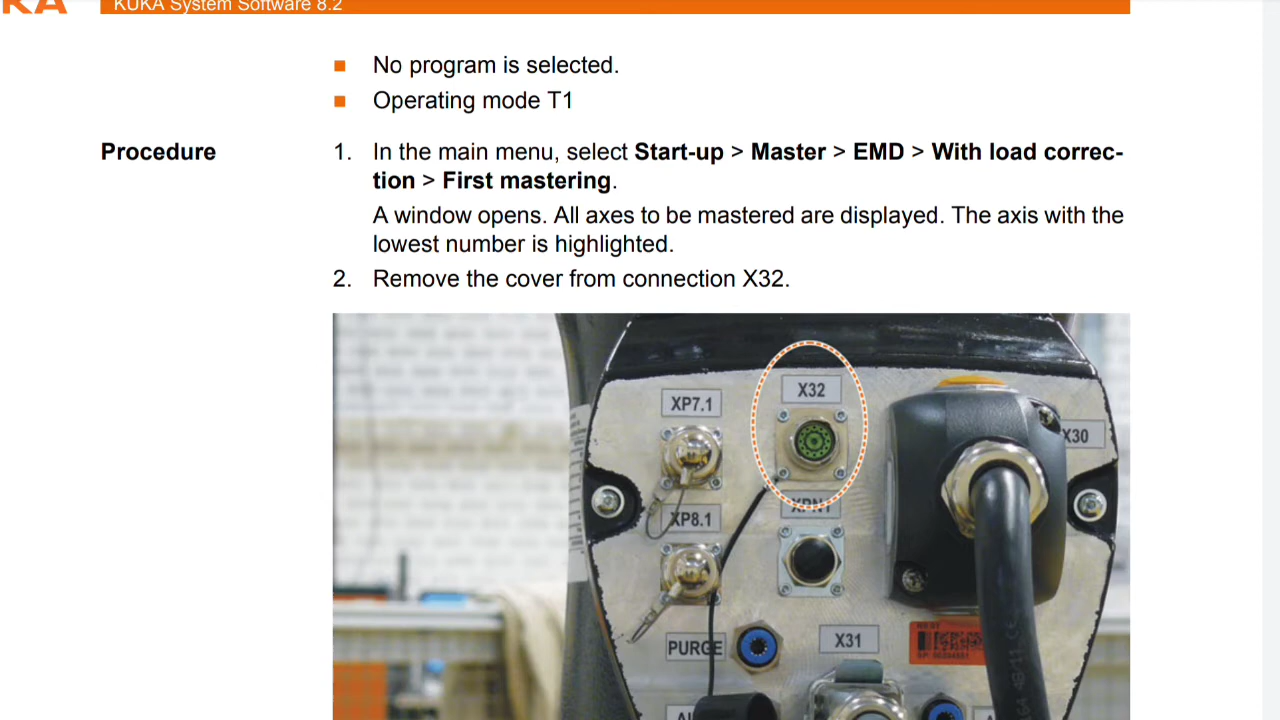 KA
KUKA System Software 8.2
No program is selected.
Operating mode T1
Procedure
1. In the main menu, select Start-up > Master > EMD > With load correc-
tion > First mastering.
A window opens. All axes to be mastered are displayed. The axis with the
lowest number is highlighted.
2. Remove the cover from connection X32.
X32
XP7.1
X30
XPN1
XP8.1
X31
PURGE